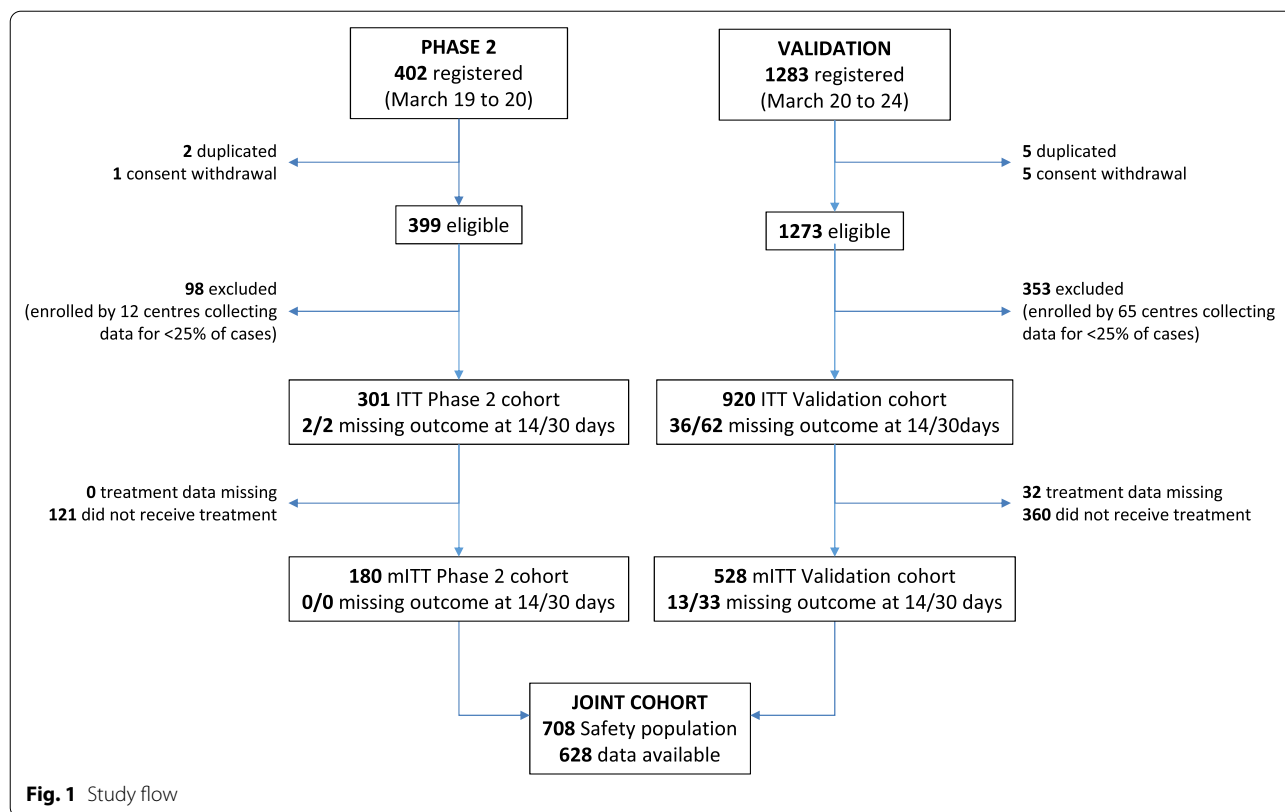 PHASE 2
402 registered
(March 19 to 20)
VALIDATION
1283 registered
(March 20 to 24)
2 duplicated
1 consent withdrawal
5 duplicated
5 consent withdrawal
399 eligible
1273 eligible
98 excluded
(enrolled by 12 centres collecting
data for <25% of cases)
353 excluded
(enrolled by 65 centres collecting
data for <25% of cases)
301 ITT Phase 2 cohort
2/2 missing outcome at 14/30 days
920 ITT Validation cohort
36/62 missing outcome at 14/30days
0 treatment data missing
121 did not receive treatment
32 treatment data missing
360 did not receive treatment
180 mITT Phase 2 cohort
0/0 missing outcome at 14/30 days
528 mITT Validation cohort
13/33 missing outcome at 14/30 days
JOINT COHORT
708 Safety population
628 data available
Fig. 1 Study flow